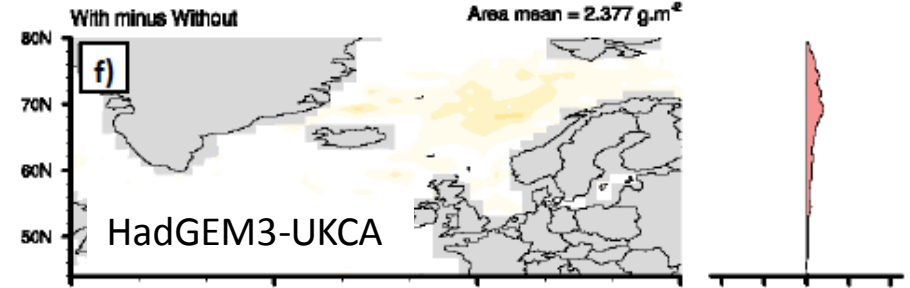 With minus Without
Area mean = 2.377 g.m⁻²
80N
f)
70N
60N
50N
HadGEM3-UKCA